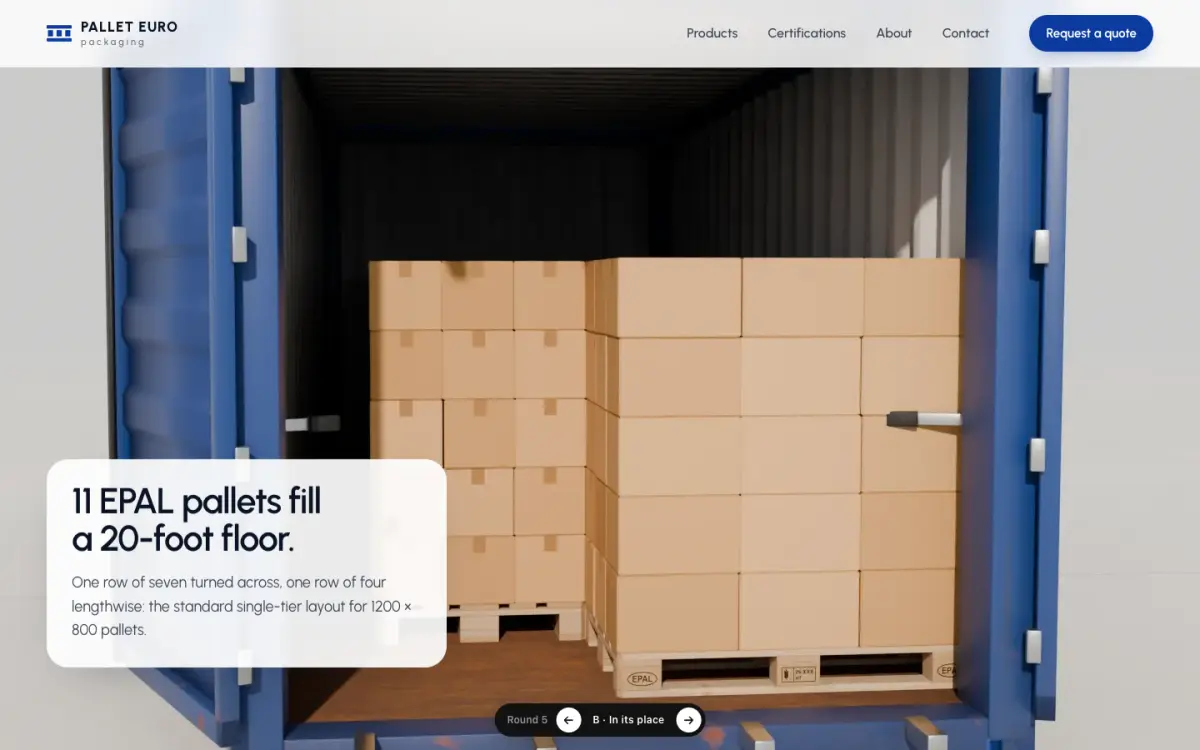 PALLET EURO
packaging
Products
Certifications
About
Contact
Request a quote
11 EPAL pallets fill
a 20-foot floor.
One row of seven turned across, one row of four
lengthwise: the standard single-tier layout for 1200 ×
800 pallets.
EPAL
Round 5
B · In its place